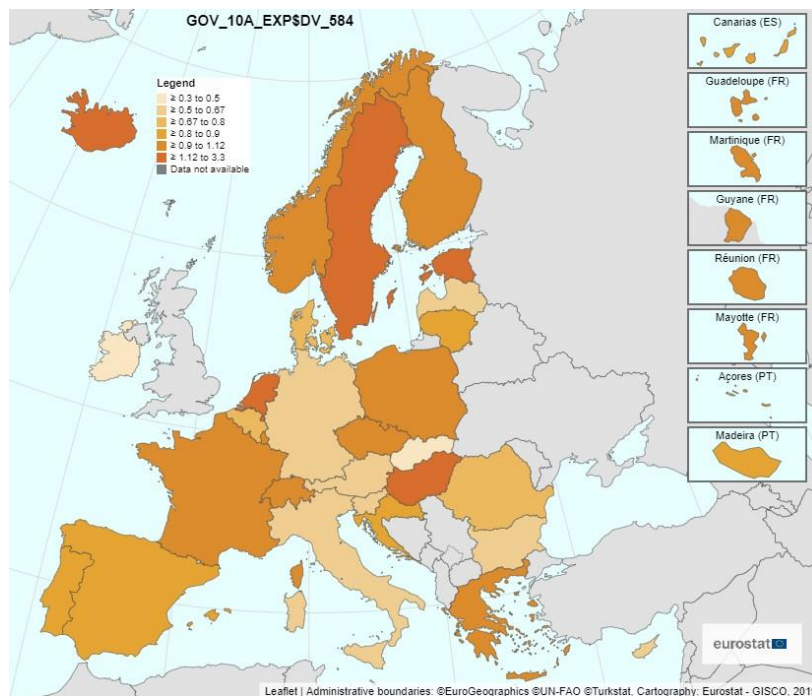 GOV_10A_EXP$DV_584
Legend
≥ 0.3 to 0.5
≥ 0.5 to 0.67
≥ 0.67 to 0.8
≥ 0.8 to 0.9
≥ 0.9 to 1.12
≥ 1.12 to 3.3
Data not available
Canarias (ES)
Guadeloupe (FR)
Martinique (FR)
Guyane (FR)
Réunion (FR)
Mayotte (FR)
Açores (PT)
Madeira (PT)
eurostat
Leaflet | Administrative boundaries: ©EuroGeographics ©UN-FAO ©Turkstat, Cartography: Eurostat - GISCO, 201